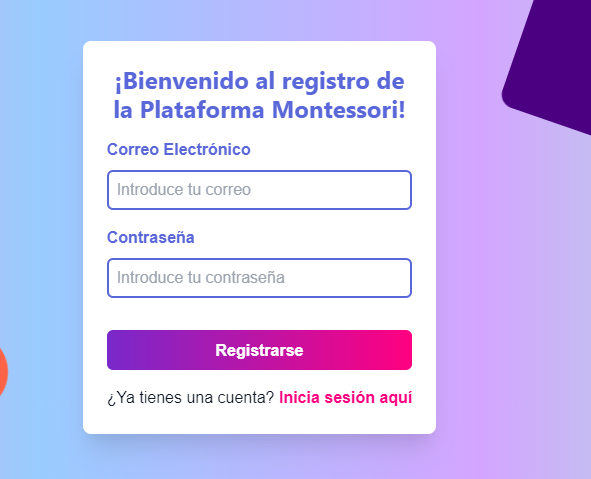 ¡Bienvenido al registro de
la Plataforma Montessori!
Correo Electrónico
Introduce tu correo
Contraseña
Introduce tu contraseña
Registrarse
¿Ya tienes una cuenta? Inicia sesión aquí